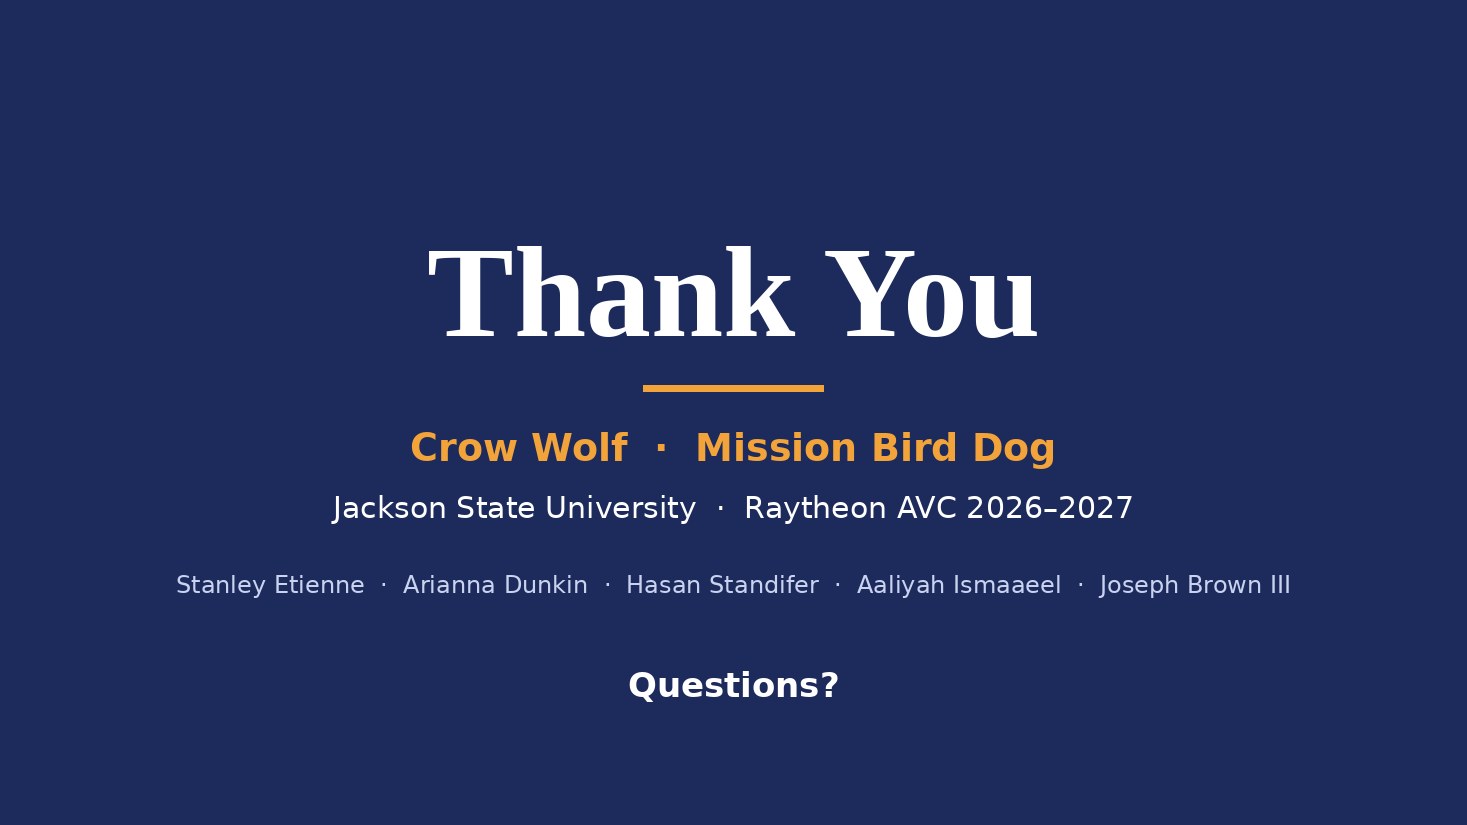 Thank You
Crow Wolf · Mission Bird Dog
Jackson State University · Raytheon AVC 2026–2027
Stanley Etienne · Arianna Dunkin · Hasan Standifer · Aaliyah Ismaaeel · Joseph Brown III
Questions?